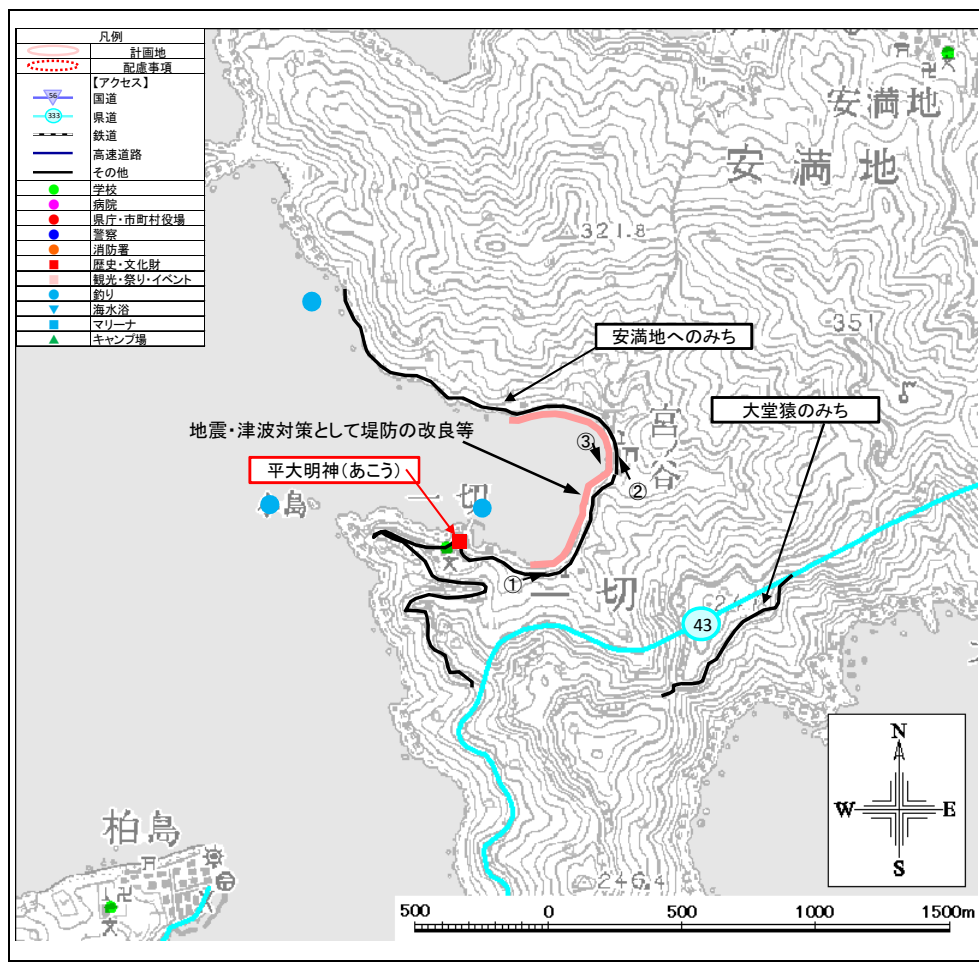 凡例
計画地
配慮事項
【アクセス】
56
国道
333
県道
鉄道
高速道路
その他
学校
病院
県庁・市町村役場
警察
消防署
歴史・文化財
観光・祭り・イベント
釣り
海水浴
マリーナ
キャンプ場
安満地
安満地
321.8
351
安満地へのみち
大堂猿のみち
宮谷
地震・津波対策として堤防の改良等
③
②
平大明神(あこう)
一切
島
①
一切
43
柏島
246.4
N
W E
S
500 0 500 1000 1500m